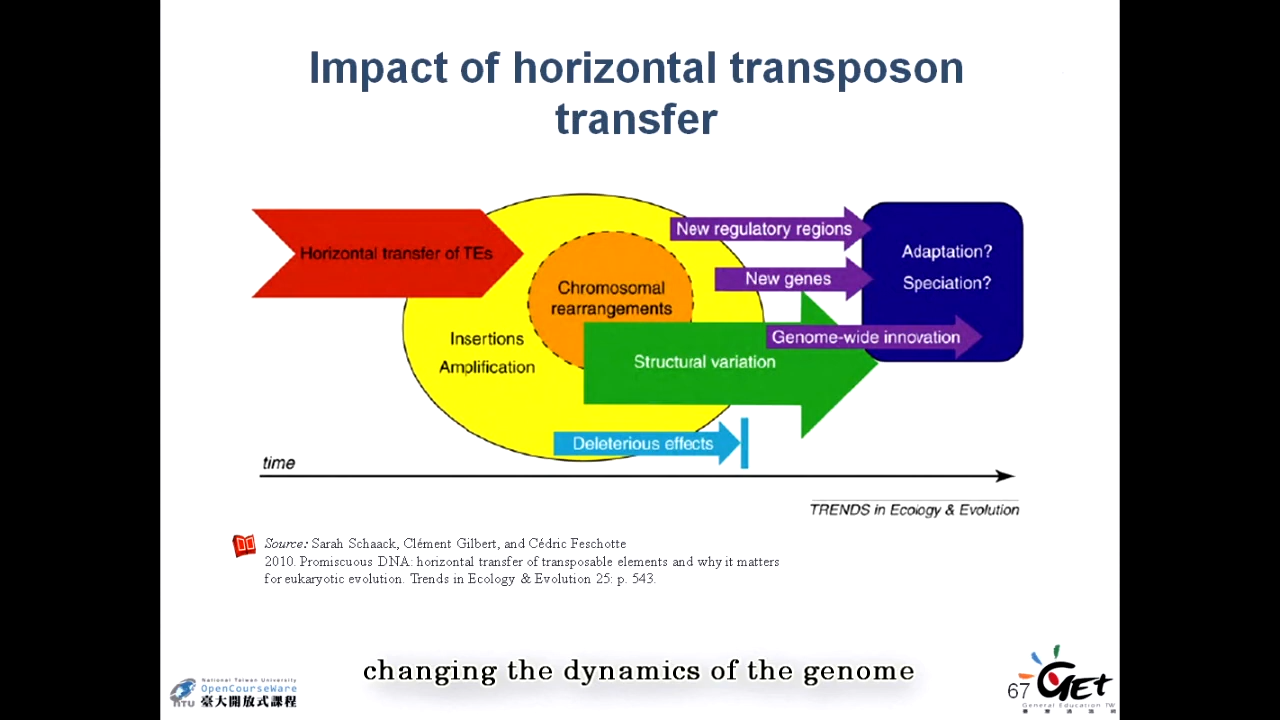 Impact of horizontal transposon
transfer
Horizontal transfer of TEs
Chromosomal
rearrangements
Insertions
Amplification
New regulatory regions
New genes
Genome-wide innovation
Structural variation
Deleterious effects
Adaptation?
Speciation?
time
TRENDS in Ecology & Evolution
Source: Sarah Schaack, Clément Gilbert, and Cédric Feschotte
2010. Promiscuous DNA: horizontal transfer of transposable elements and why it matters
for eukaryotic evolution. Trends in Ecology & Evolution 25: p. 543.
changing the dynamics of the genome
National Taiwan University
OpenCourseWare
NTU 臺大開放式課程
67
GET
General Education TW